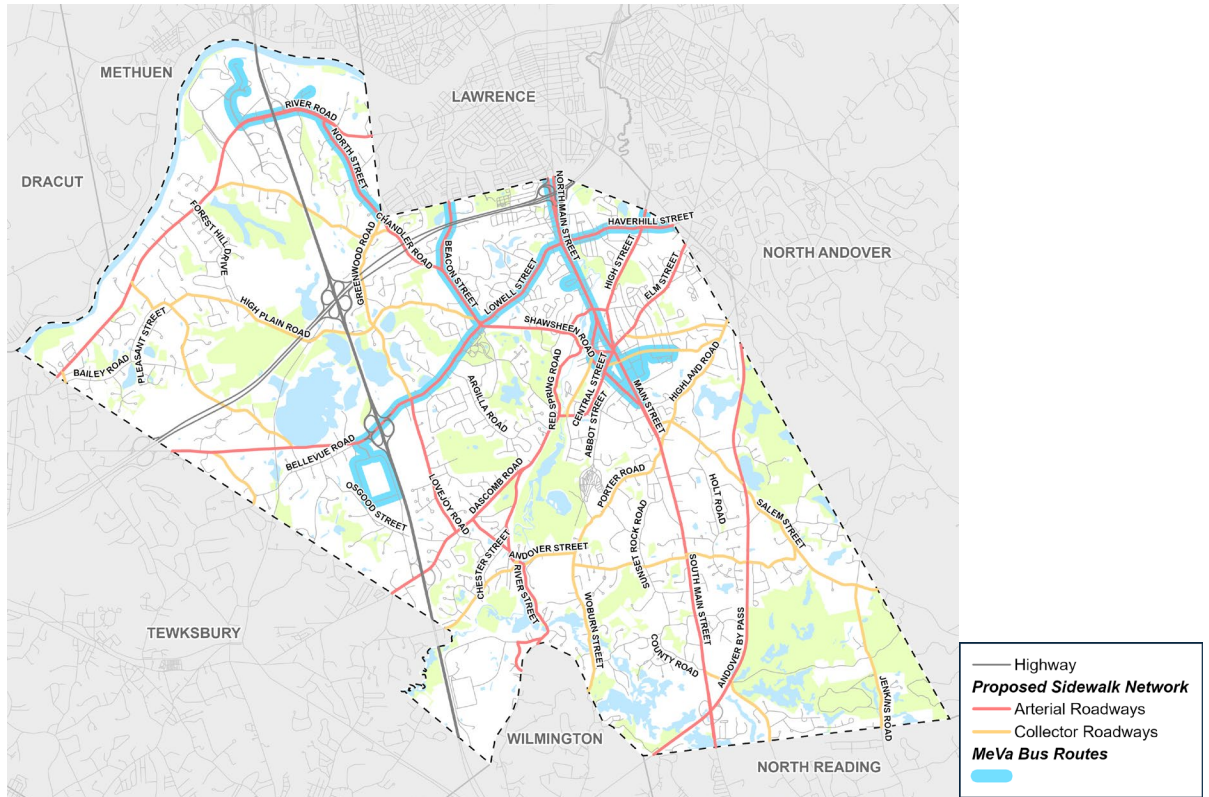 METHUEN
LAWRENCE
RIVER ROAD
NORTH STREET
DRACUT
NORTH MAIN STREET
FOREST HILL DRIVE
HAVERHILL STREET
CHANDLER ROAD
GREENWOOD ROAD
BEACON STREET
HIGH STREET
NORTH ANDOVER
LOWELL STREET
ELM STREET
HIGH PLAIN ROAD
PLEASANT STREET
SHAWSHEEN ROAD
BAILEY ROAD
RED SPRING ROAD
HIGHLAND ROAD
ARGILLA ROAD
CENTRAL STREET
MAIN STREET
ABBOT STREET
BELLEVUE ROAD
PORTER ROAD
DASCOMB ROAD
LOVEJOY ROAD
HOLT ROAD
OSGOOD STREET
SALEM STREET
SUNSET ROCK ROAD
CHESTER STREET
ANDOVER STREET
RIVER STREET
SOUTH MAIN STREET
WOBURN STREET
TEWKSBURY
ANDOVER BY PASS
COUNTY ROAD
JENKINS ROAD
WILMINGTON
NORTH READING
Highway
Proposed Sidewalk Network
Arterial Roadways
Collector Roadways
MeVa Bus Routes